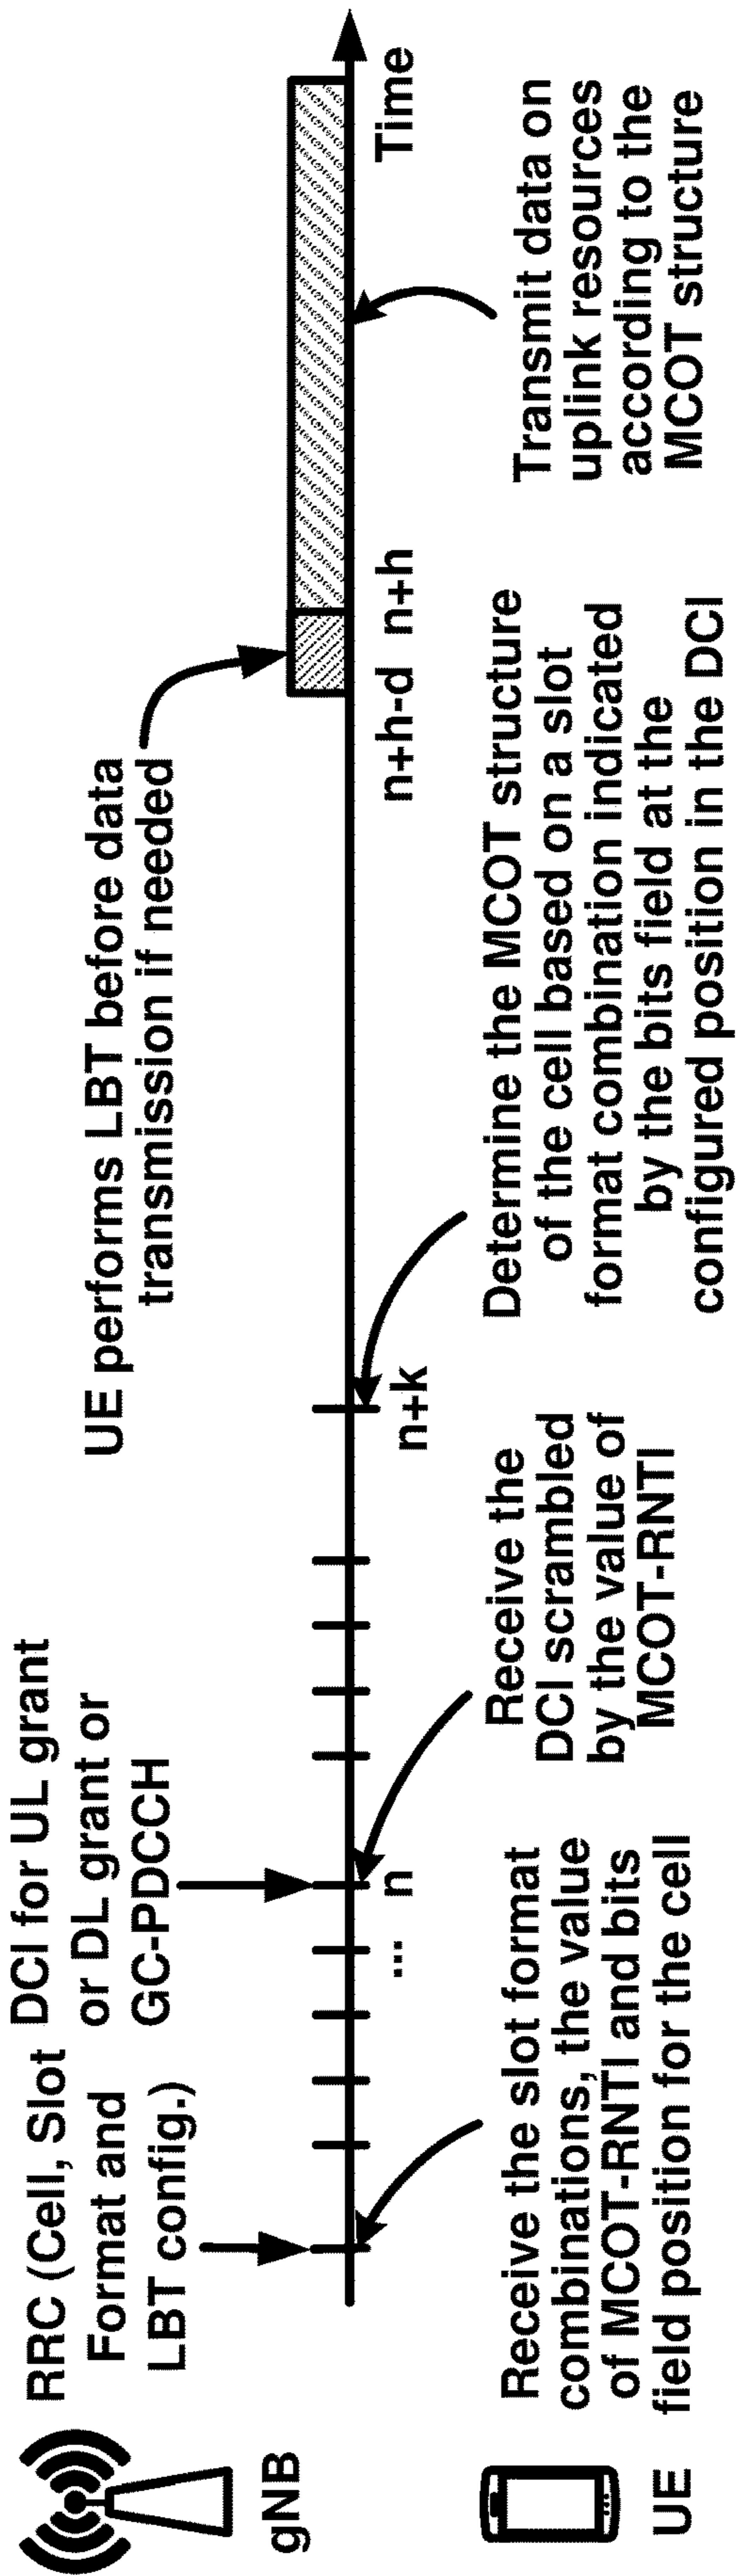 RRC (Cell, Slot
Format and
LBT config.)
DCI for UL grant
or DL grant or
GC-PDCCH
UE performs LBT before data
transmission if needed
gNB
...
n
n+k
n+h-d
n+h
Time
UE
Receive the slot format
combinations, the value
of MCOT-RNTI and bits
field position for the cell
Receive the
DCI scrambled
by the value of
MCOT-RNTI
Determine the MCOT structure
of the cell based on a slot
format combination indicated
by the bits field at the
configured position in the DCI
Transmit data on
uplink resources
according to the
MCOT structure